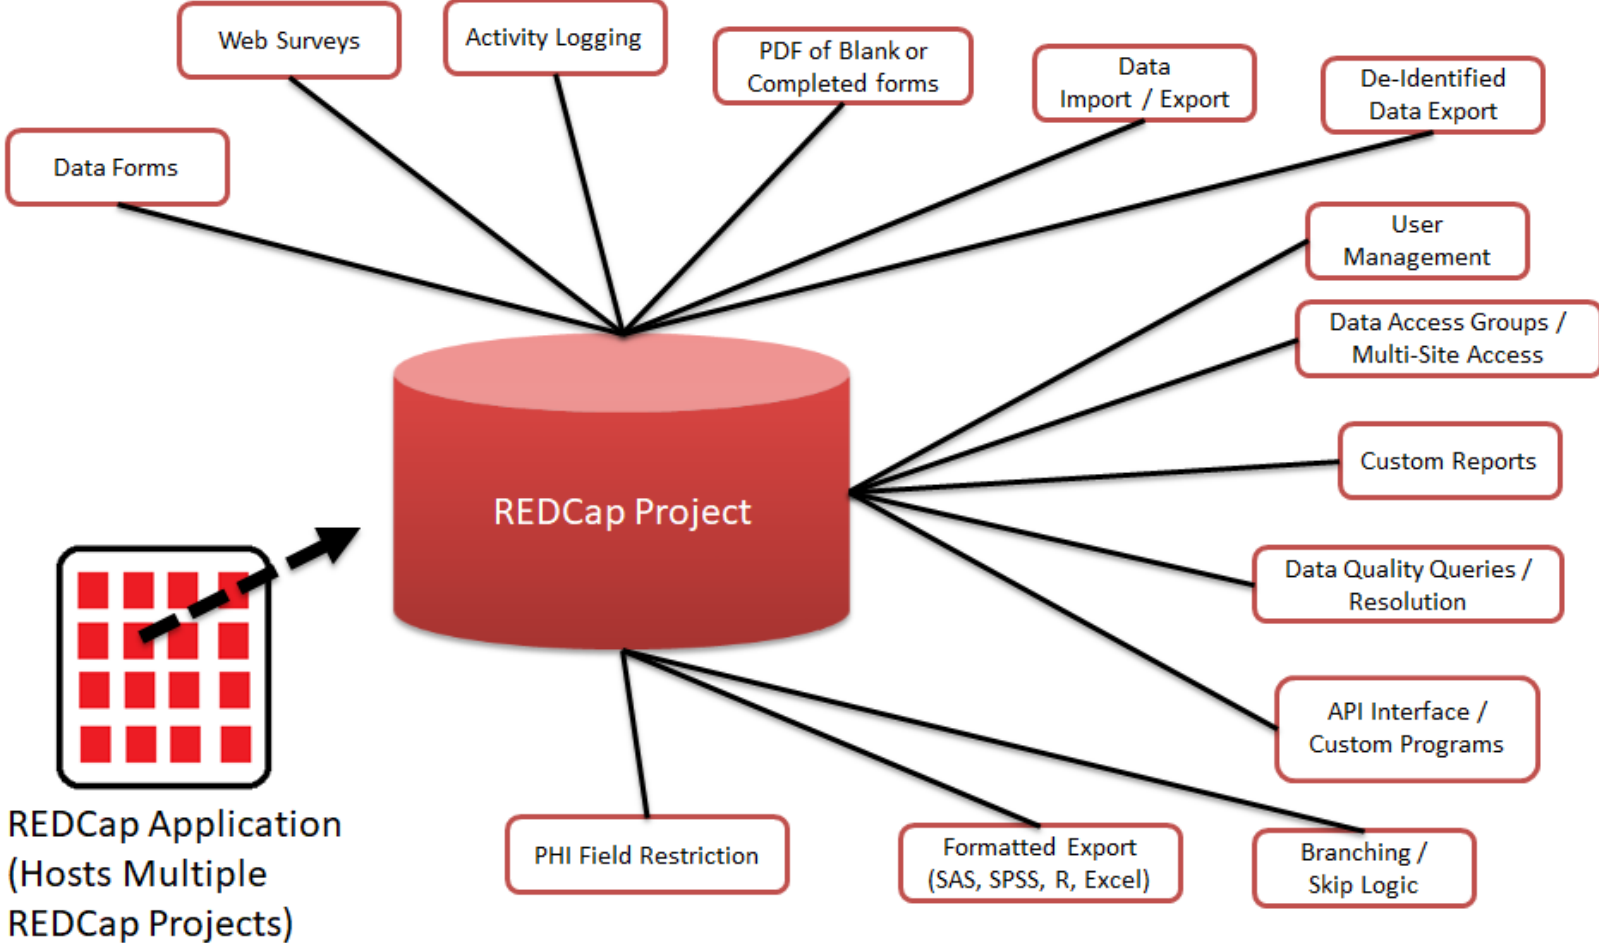 Web Surveys
Activity Logging
PDF of Blank or
Completed forms
Data
Import / Export
De-Identified
Data Export
Data Forms
User
Management
Data Access Groups /
Multi-Site Access
Custom Reports
REDCap Project
Data Quality Queries /
Resolution
API Interface /
Custom Programs
REDCap Application
(Hosts Multiple
REDCap Projects)
PHI Field Restriction
Formatted Export
(SAS, SPSS, R, Excel)
Branching /
Skip Logic